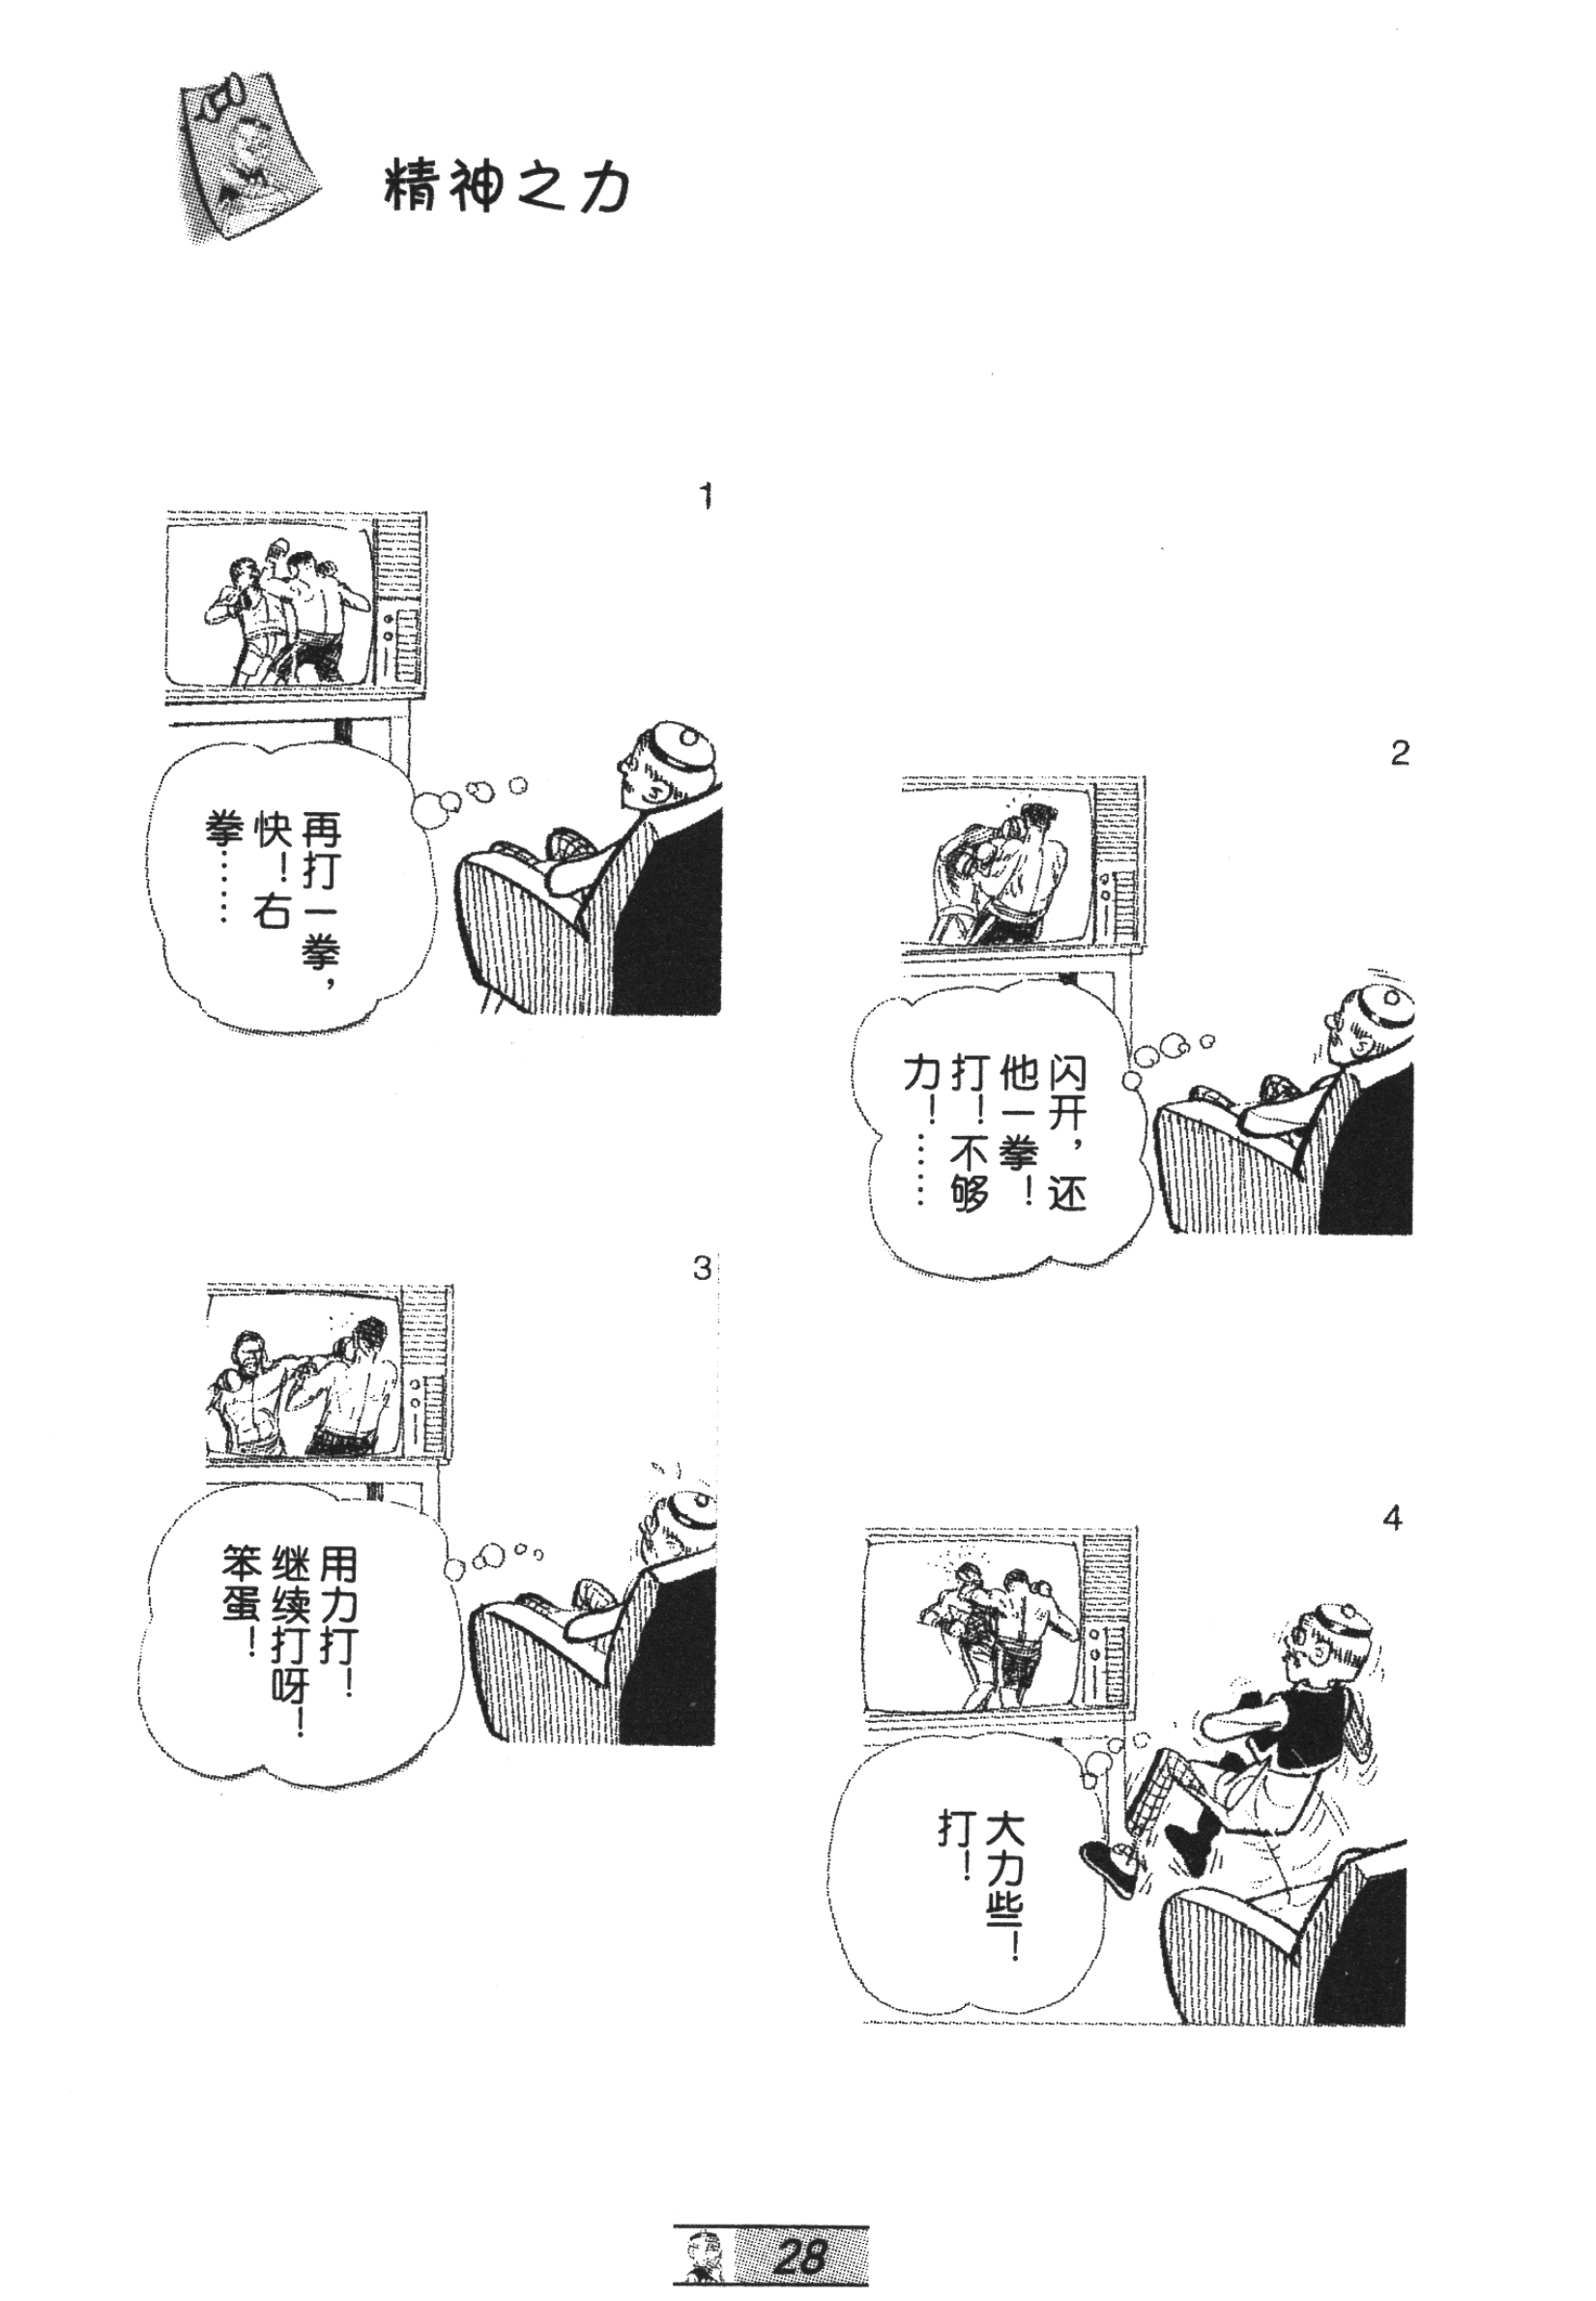 精神之力
1
再打一拳，
快！右
拳……
2
闪开，还
他一拳！
打！不够
力！……
3
用力打！
继续打呀！
笨蛋！
4
大力些！
打！
28